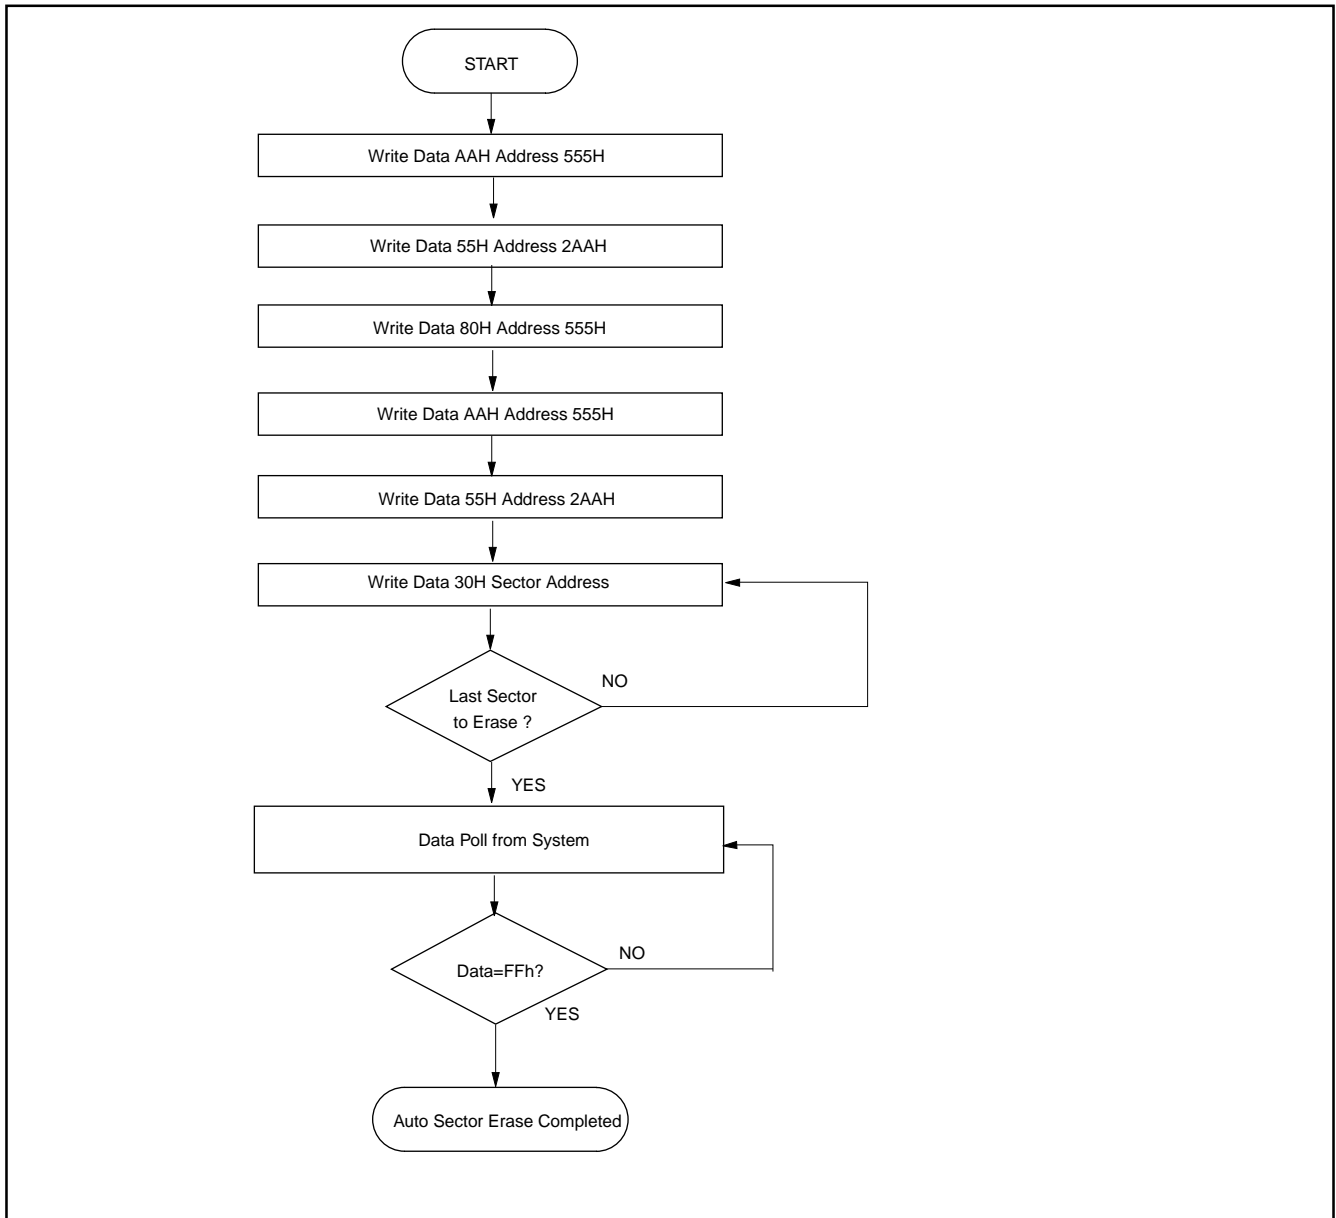 START
Write Data AAH Address 555H
Write Data 55H Address 2AAH
Write Data 80H Address 555H
Write Data AAH Address 555H
Write Data 55H Address 2AAH
Write Data 30H Sector Address
Last Sector
to Erase ?
NO
YES
Data Poll from System
Data=FFh?
NO
YES
Auto Sector Erase Completed